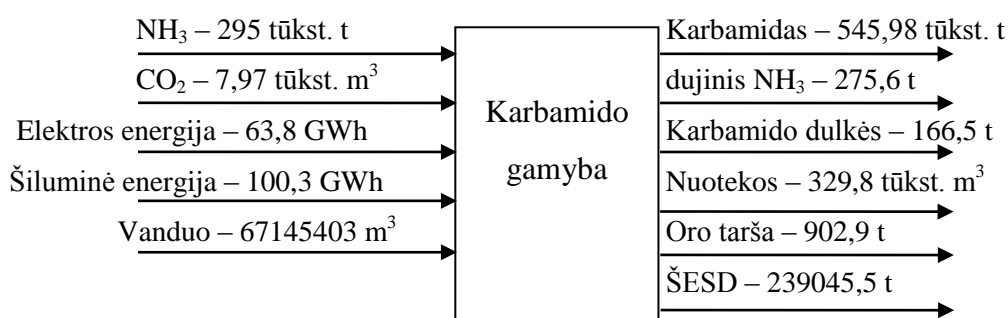 NH₃ – 295 tūkst. t
CO₂ – 7,97 tūkst. m³
Elektros energija – 63,8 GWh
Šiluminė energija – 100,3 GWh
Vanduo – 67145403 m³
Karbamido
gamyba
Karbamidas – 545,98 tūkst. t
dujinis NH₃ – 275,6 t
Karbamido dulkės – 166,5 t
Nuotekos – 329,8 tūkst. m³
Oro tarša – 902,9 t
ŠESD – 239045,5 t